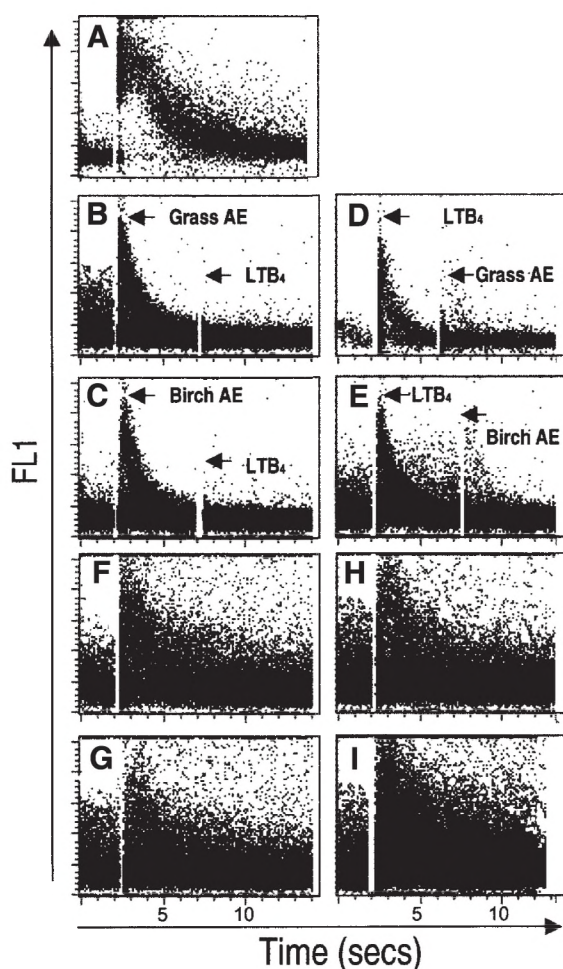 A
B
Grass AE
LTB₄
D
LTB₄
Grass AE
C
Birch AE
LTB₄
E
LTB₄
Birch AE
FL1
F
H
G
I
5 10 5 10
Time (secs)